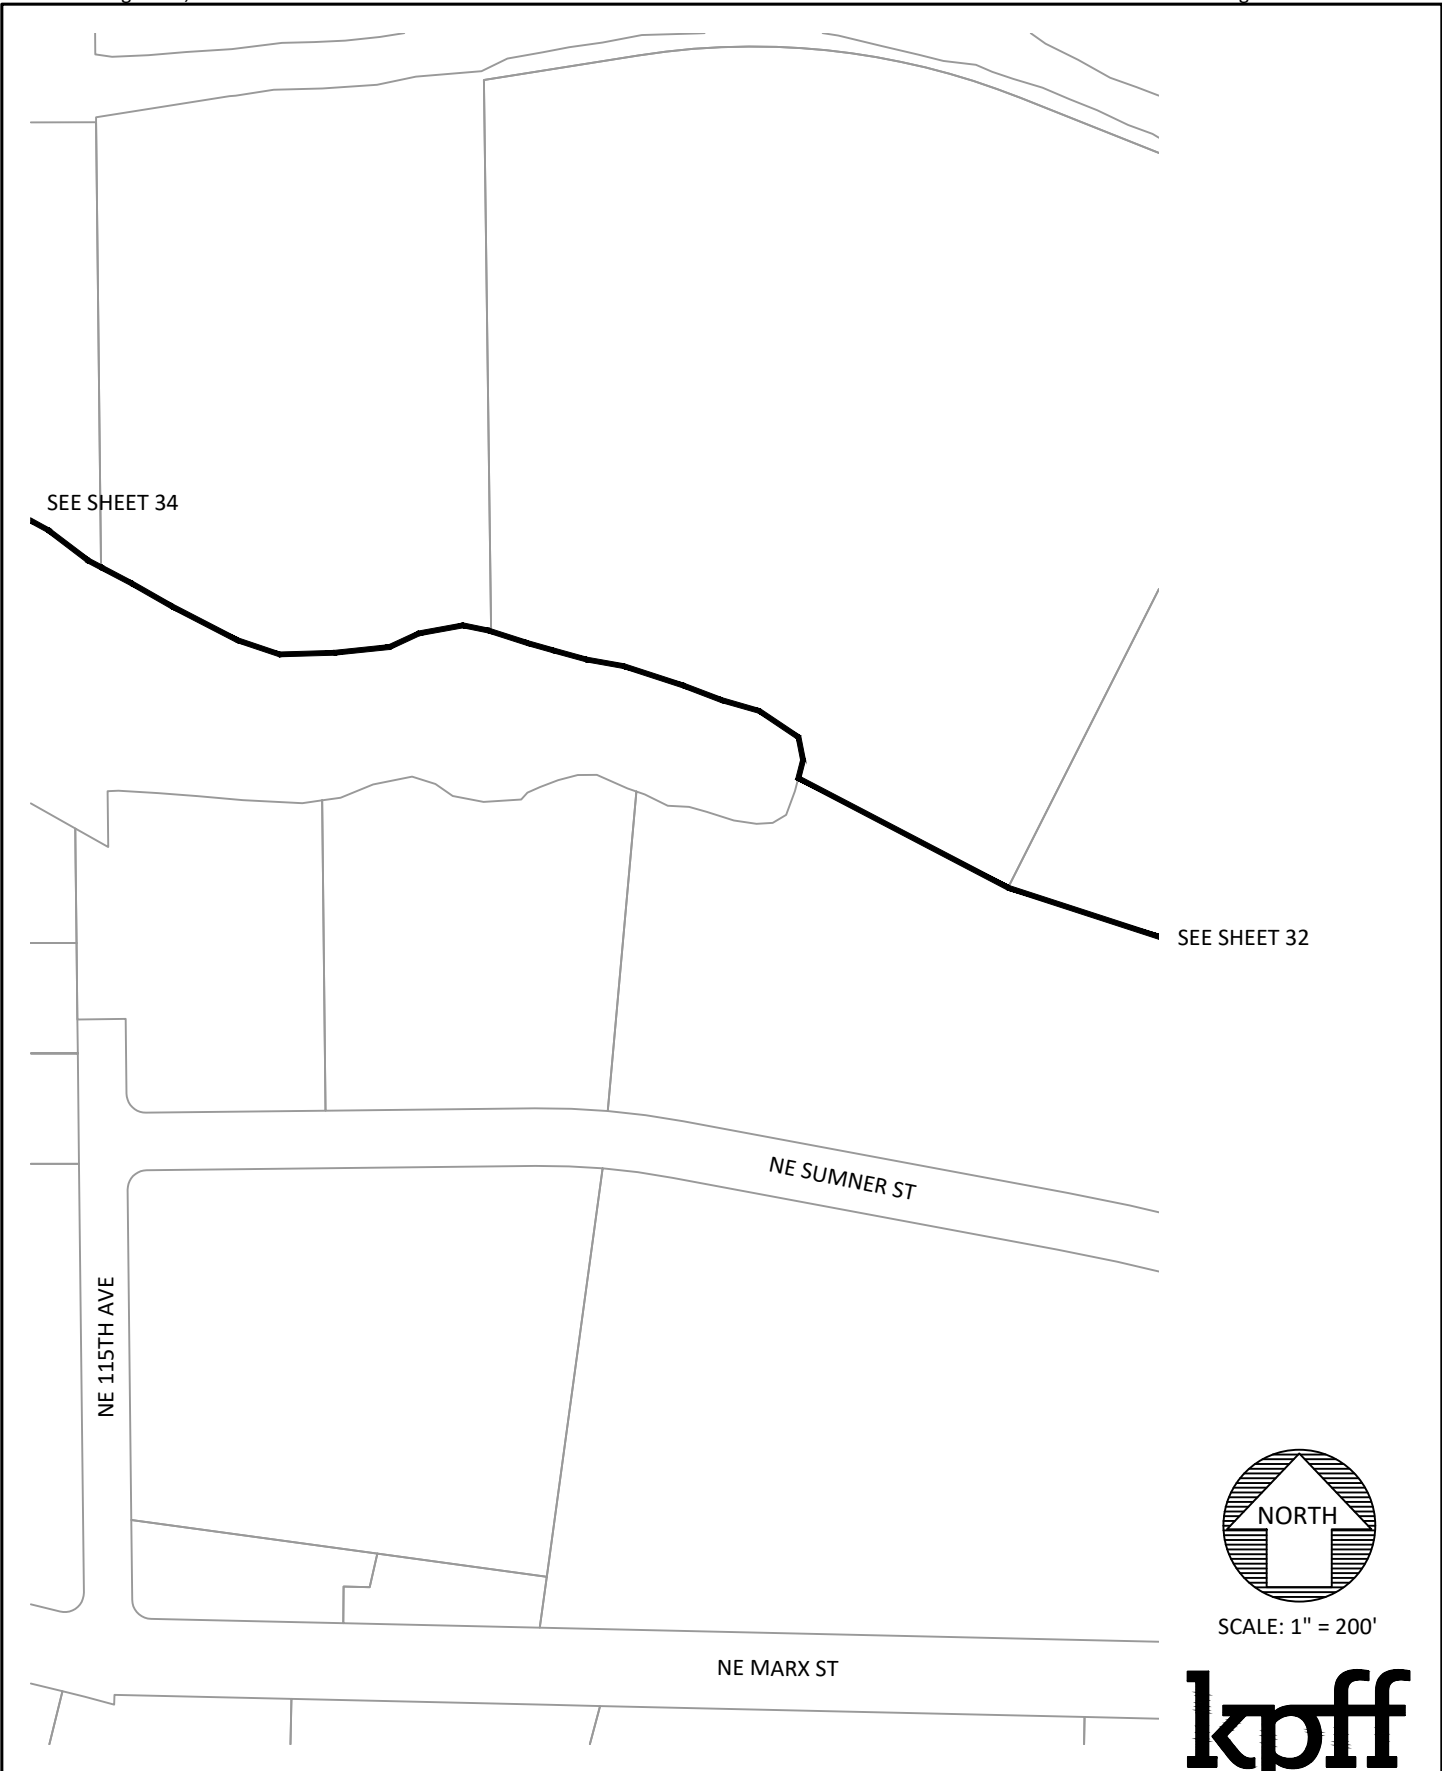 SEE SHEET 34
SEE SHEET 32
NE SUMNER ST
NE 115TH AVE
NORTH
SCALE: 1" = 200'
NE MARX ST
kpff